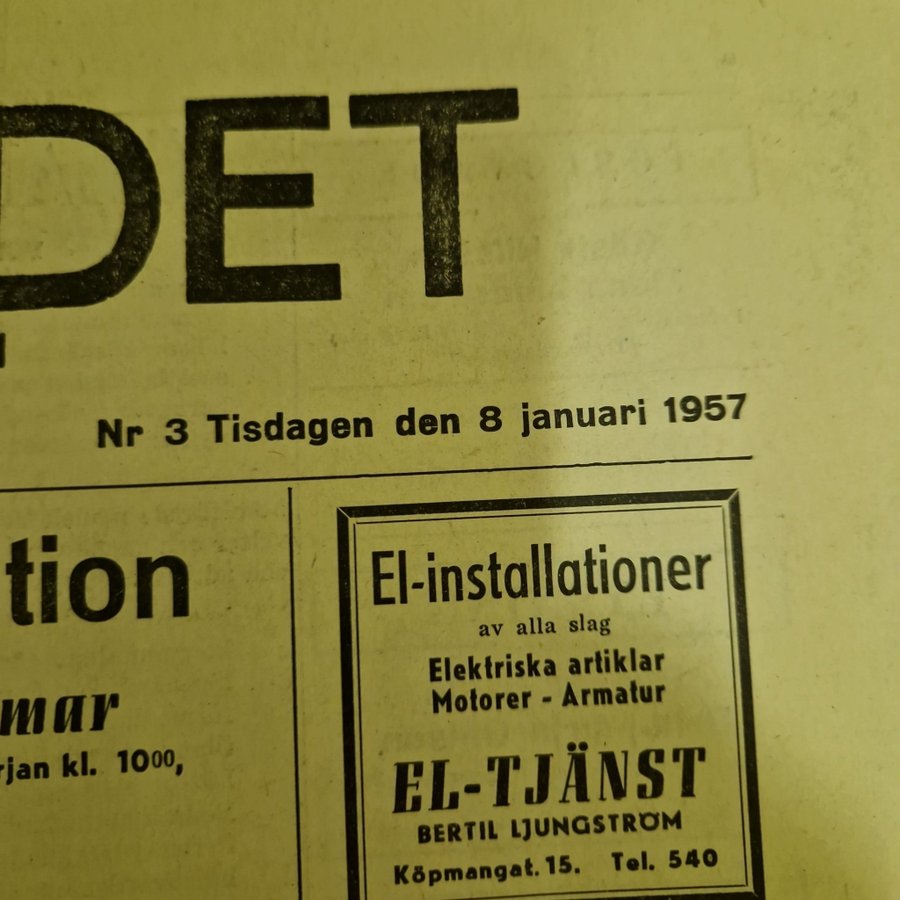 DET
Nr 3 Tisdagen den 8 januari 1957
tion
mar
rjan kl. 10⁰⁰,
El-installationer
av alla slag
Elektriska artiklar
Motorer - Armatur
EL-TJÄNST
BERTIL LJUNGSTRÖM
Köpmangat. 15. Tel. 540